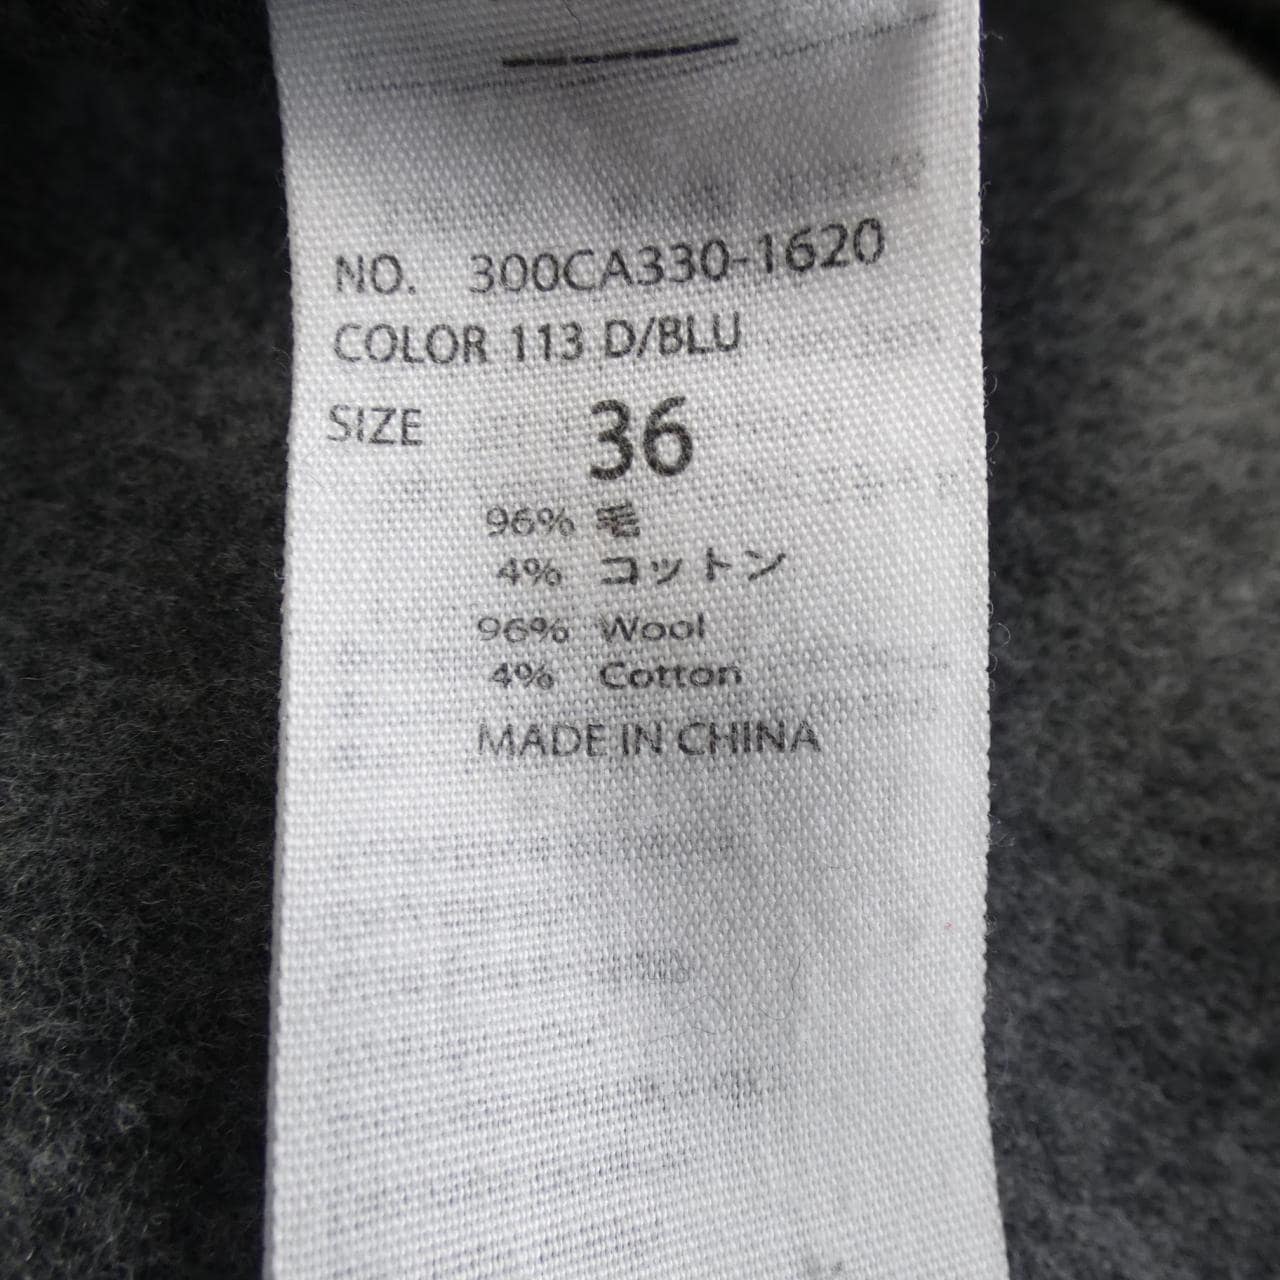 NO. 300CA330-1620
COLOR 113 D/BLU
SIZE 36
96% 毛
4% コットン
96% Wool
4% Cotton
MADE IN CHINA